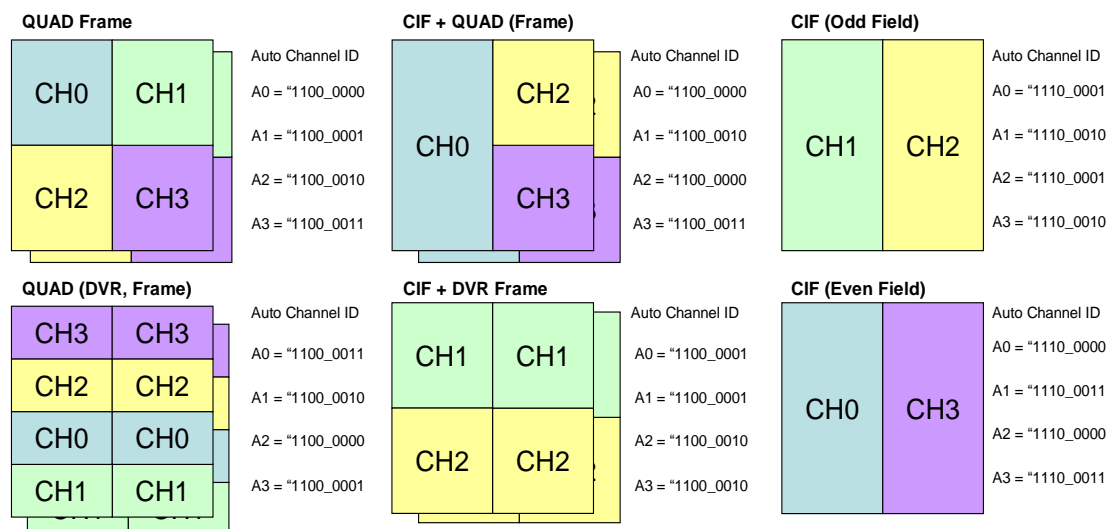 QUAD Frame
CH0 CH1
CH2 CH3
Auto Channel ID
A0 = “1100_0000
A1 = “1100_0001
A2 = “1100_0010
A3 = “1100_0011
CIF + QUAD (Frame)
CH0
CH2
CH3
Auto Channel ID
A0 = “1100_0000
A1 = “1100_0010
A2 = “1100_0000
A3 = “1100_0011
CIF (Odd Field)
CH1 CH2
Auto Channel ID
A0 = “1110_0001
A1 = “1110_0010
A2 = “1110_0001
A3 = “1110_0010
QUAD (DVR, Frame)
CH3 CH3
CH2 CH2
CH0 CH0
CH1 CH1
Auto Channel ID
A0 = “1100_0011
A1 = “1100_0010
A2 = “1100_0000
A3 = “1100_0001
CIF + DVR Frame
CH1 CH1
CH2 CH2
Auto Channel ID
A0 = “1100_0001
A1 = “1100_0001
A2 = “1100_0010
A3 = “1100_0010
CIF (Even Field)
CH0 CH3
Auto Channel ID
A0 = “1110_0000
A1 = “1110_0011
A2 = “1110_0000
A3 = “1110_0011